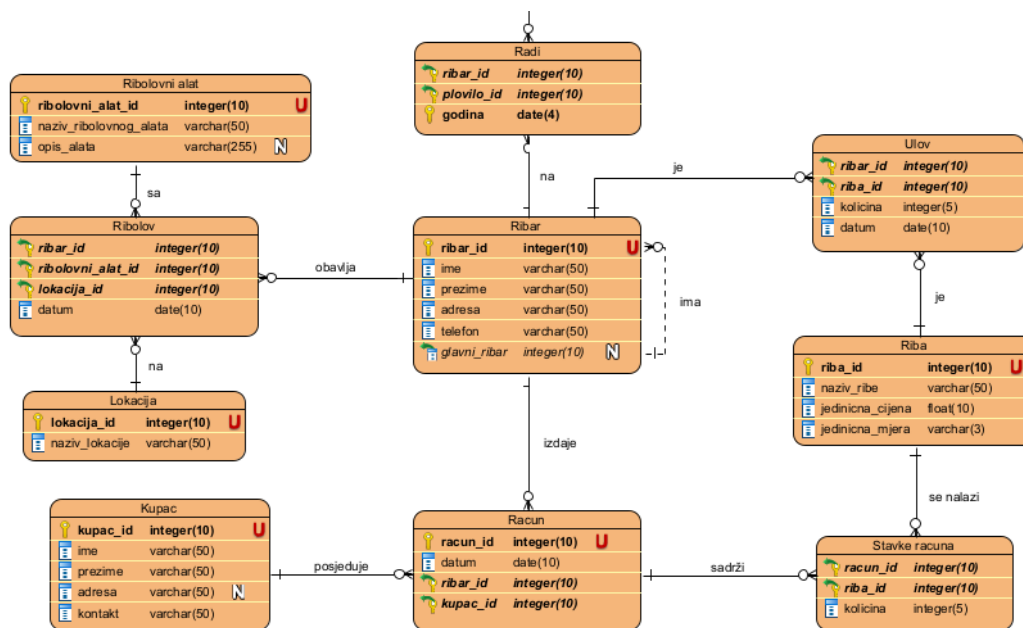 Radi
ribar_id integer(10)
plovilo_id integer(10)
godina date(4)
Ribolovni alat
ribolovni_alat_id integer(10) U
naziv_ribolovnog_alata varchar(50)
opis_alata varchar(255) N
sa
Ribolov
ribar_id integer(10)
ribolovni_alat_id integer(10)
lokacija_id integer(10)
datum date(10)
na
Lokacija
lokacija_id integer(10) U
naziv_lokacije varchar(50)
obavlja
na
Ribar
ribar_id integer(10) U
ime varchar(50)
prezime varchar(50)
adresa varchar(50)
telefon varchar(50)
glavni_ribar integer(10) N
ima
je
Ulov
ribar_id integer(10)
riba_id integer(10)
kolicina integer(5)
datum date(10)
je
Riba
riba_id integer(10) U
naziv_ribe varchar(50)
jedinicna_cijena float(10)
jedinicna_mjera varchar(3)
izdaje
se nalazi
Kupac
kupac_id integer(10) U
ime varchar(50)
prezime varchar(50)
adresa varchar(50) N
kontakt varchar(50)
posjeduje
Racun
racun_id integer(10) U
datum date(10)
ribar_id integer(10)
kupac_id integer(10)
sadrži
Stavke racuna
racun_id integer(10)
riba_id integer(10)
kolicina integer(5)